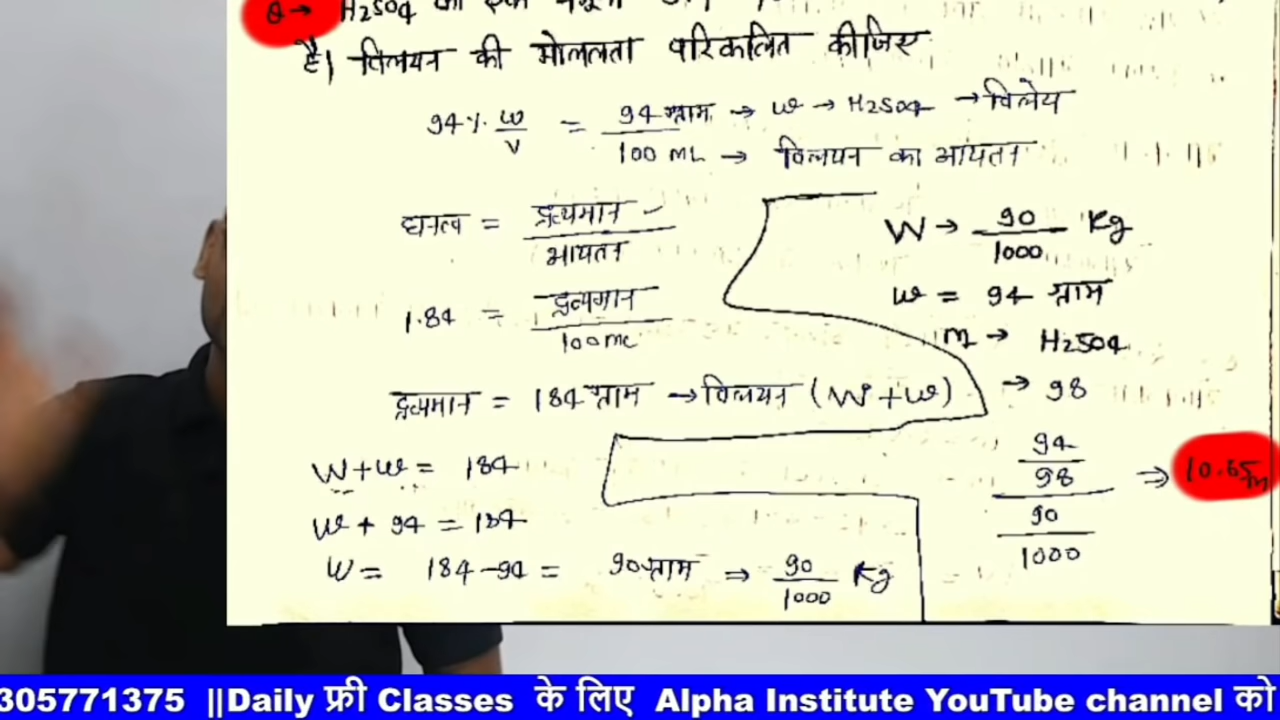 Q → H2SO4
है। विलयन की मोललता परिकलित कीजिए
94% w/v = 94 ग्राम/100 ML → w → H2SO4 → विलेय
→ विलयन का आयतन
घनत्व = द्रव्यमान/आयतन
1.84 = द्रव्यमान/100 ML
द्रव्यमान = 184 ग्राम → विलयन (W + w)
W + w = 184
W + 94 = 184
W = 184 - 94 = 90 ग्राम ⇒ 90/1000 Kg
W → 90/1000 Kg
w = 94 ग्राम
m → H2SO4
→ 98
94/98
90/1000
⇒ 10.65 m
305771375 ||Daily फ्री Classes के लिए Alpha Institute YouTube channel को